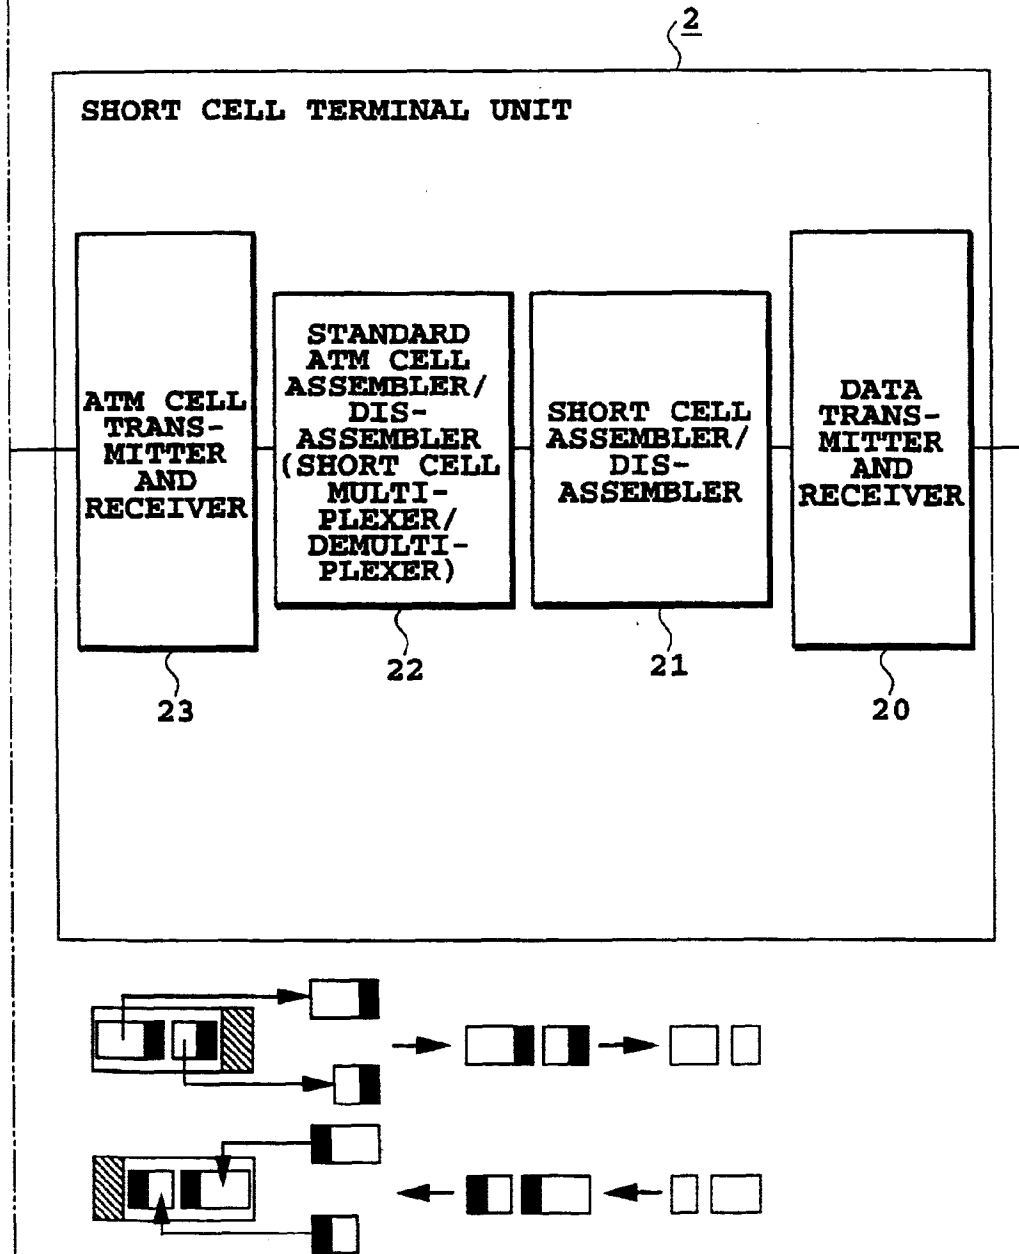 2
SHORT CELL TERMINAL UNIT
ATM CELL
TRANS-
MITTER
AND
RECEIVER
STANDARD
ATM CELL
ASSEMBLER/
DIS-
ASSEMBLER
(SHORT CELL
MULTI-
PLEXER/
DEMULTI-
PLEXER)
SHORT CELL
ASSEMBLER/
DIS-
ASSEMBLER
DATA
TRANS-
MITTER
AND
RECEIVER
23
22
21
20